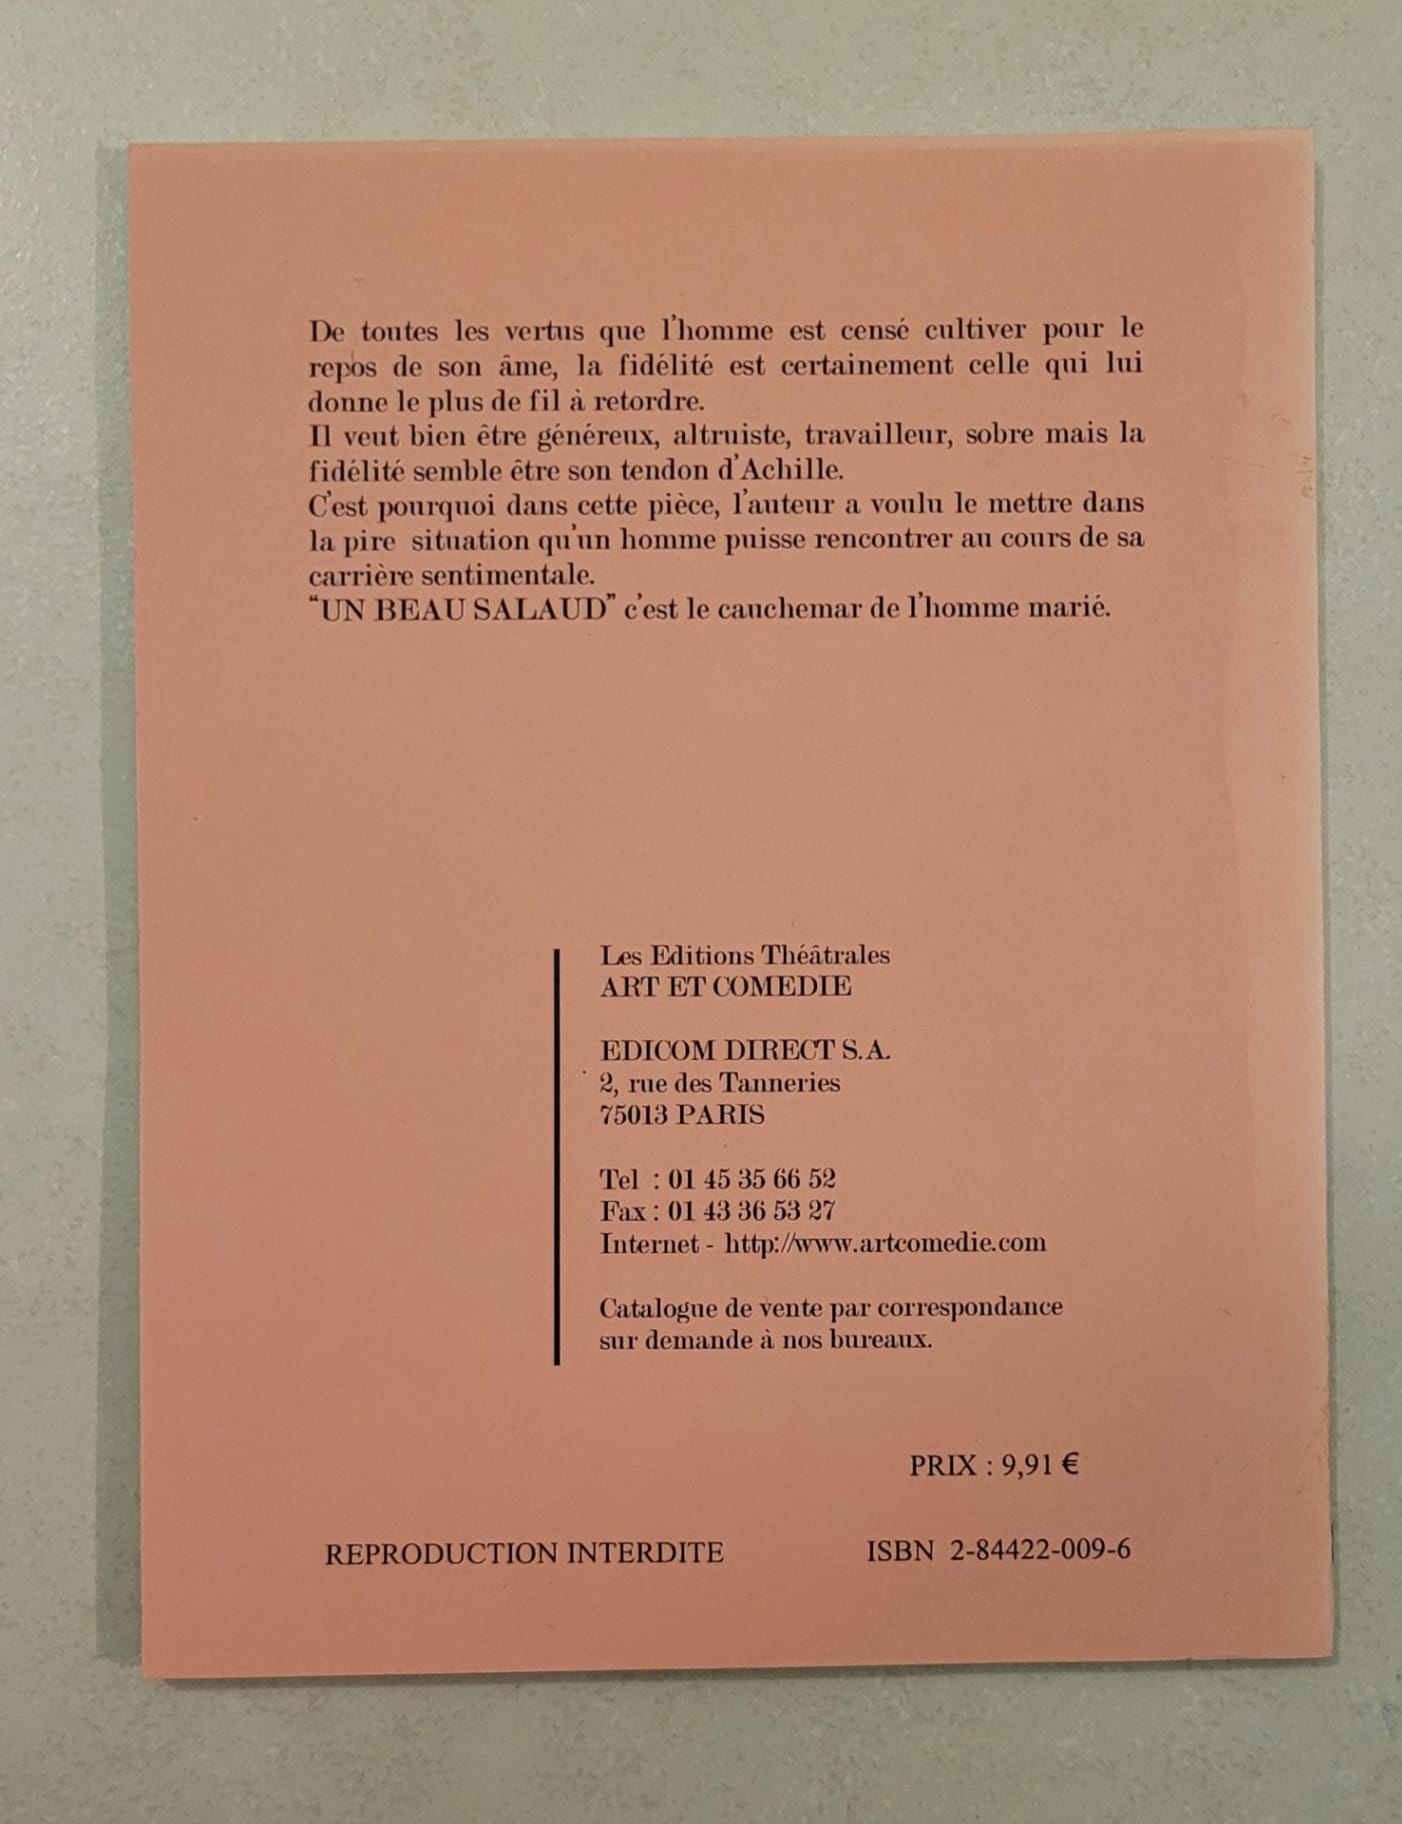 De toutes les vertus que l'homme est censé cultiver pour le
repos de son âme, la fidélité est certainement celle qui lui
donne le plus de fil à retordre.
Il veut bien être généreux, altruiste, travailleur, sobre mais la
fidélité semble être son tendon d'Achille.
C'est pourquoi dans cette pièce, l'auteur a voulu le mettre dans
la pire situation qu'un homme puisse rencontrer au cours de sa
carrière sentimentale.
“UN BEAU SALAUD” c'est le cauchemar de l'homme marié.
Les Editions Théâtrales
ART ET COMEDIE
EDICOM DIRECT S.A.
2, rue des Tanneries
75013 PARIS
Tel : 01 45 35 66 52
Fax : 01 43 36 53 27
Internet - http://www.artcomedie.com
Catalogue de vente par correspondance
sur demande à nos bureaux.
PRIX : 9,91 €
REPRODUCTION INTERDITE
ISBN 2-84422-009-6